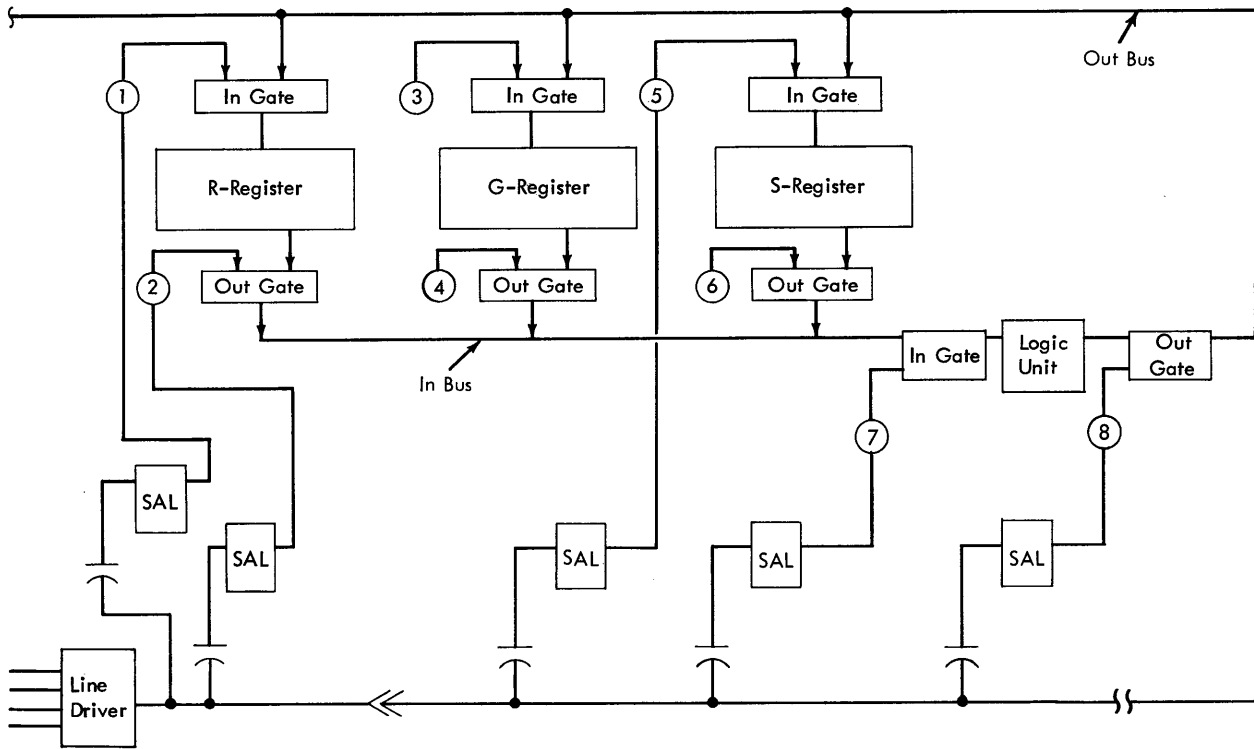 Out Bus
1
In Gate
3
In Gate
5
In Gate
R-Register
G-Register
S-Register
2
Out Gate
4
Out Gate
6
Out Gate
In Bus
In Gate
Logic
Unit
Out
Gate
7
8
SAL
SAL
SAL
SAL
SAL
Line
Driver